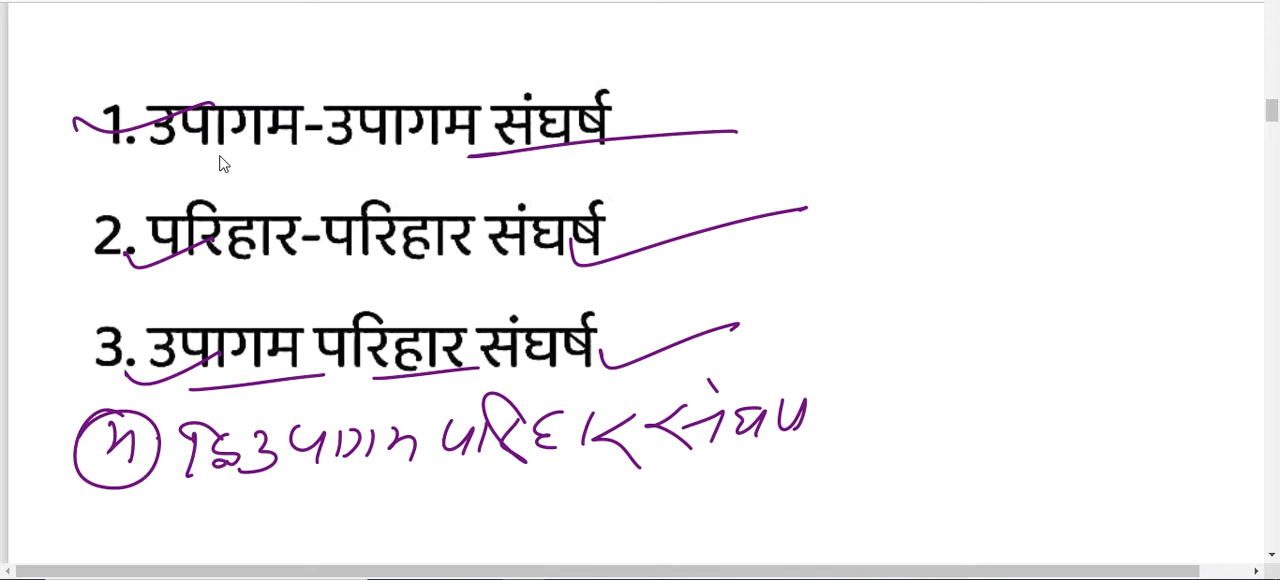 1. उपागम-उपागम संघर्ष
2. परिहार-परिहार संघर्ष
3. उपागम परिहार संघर्ष
द्विउपागम परिहार संघर्ष